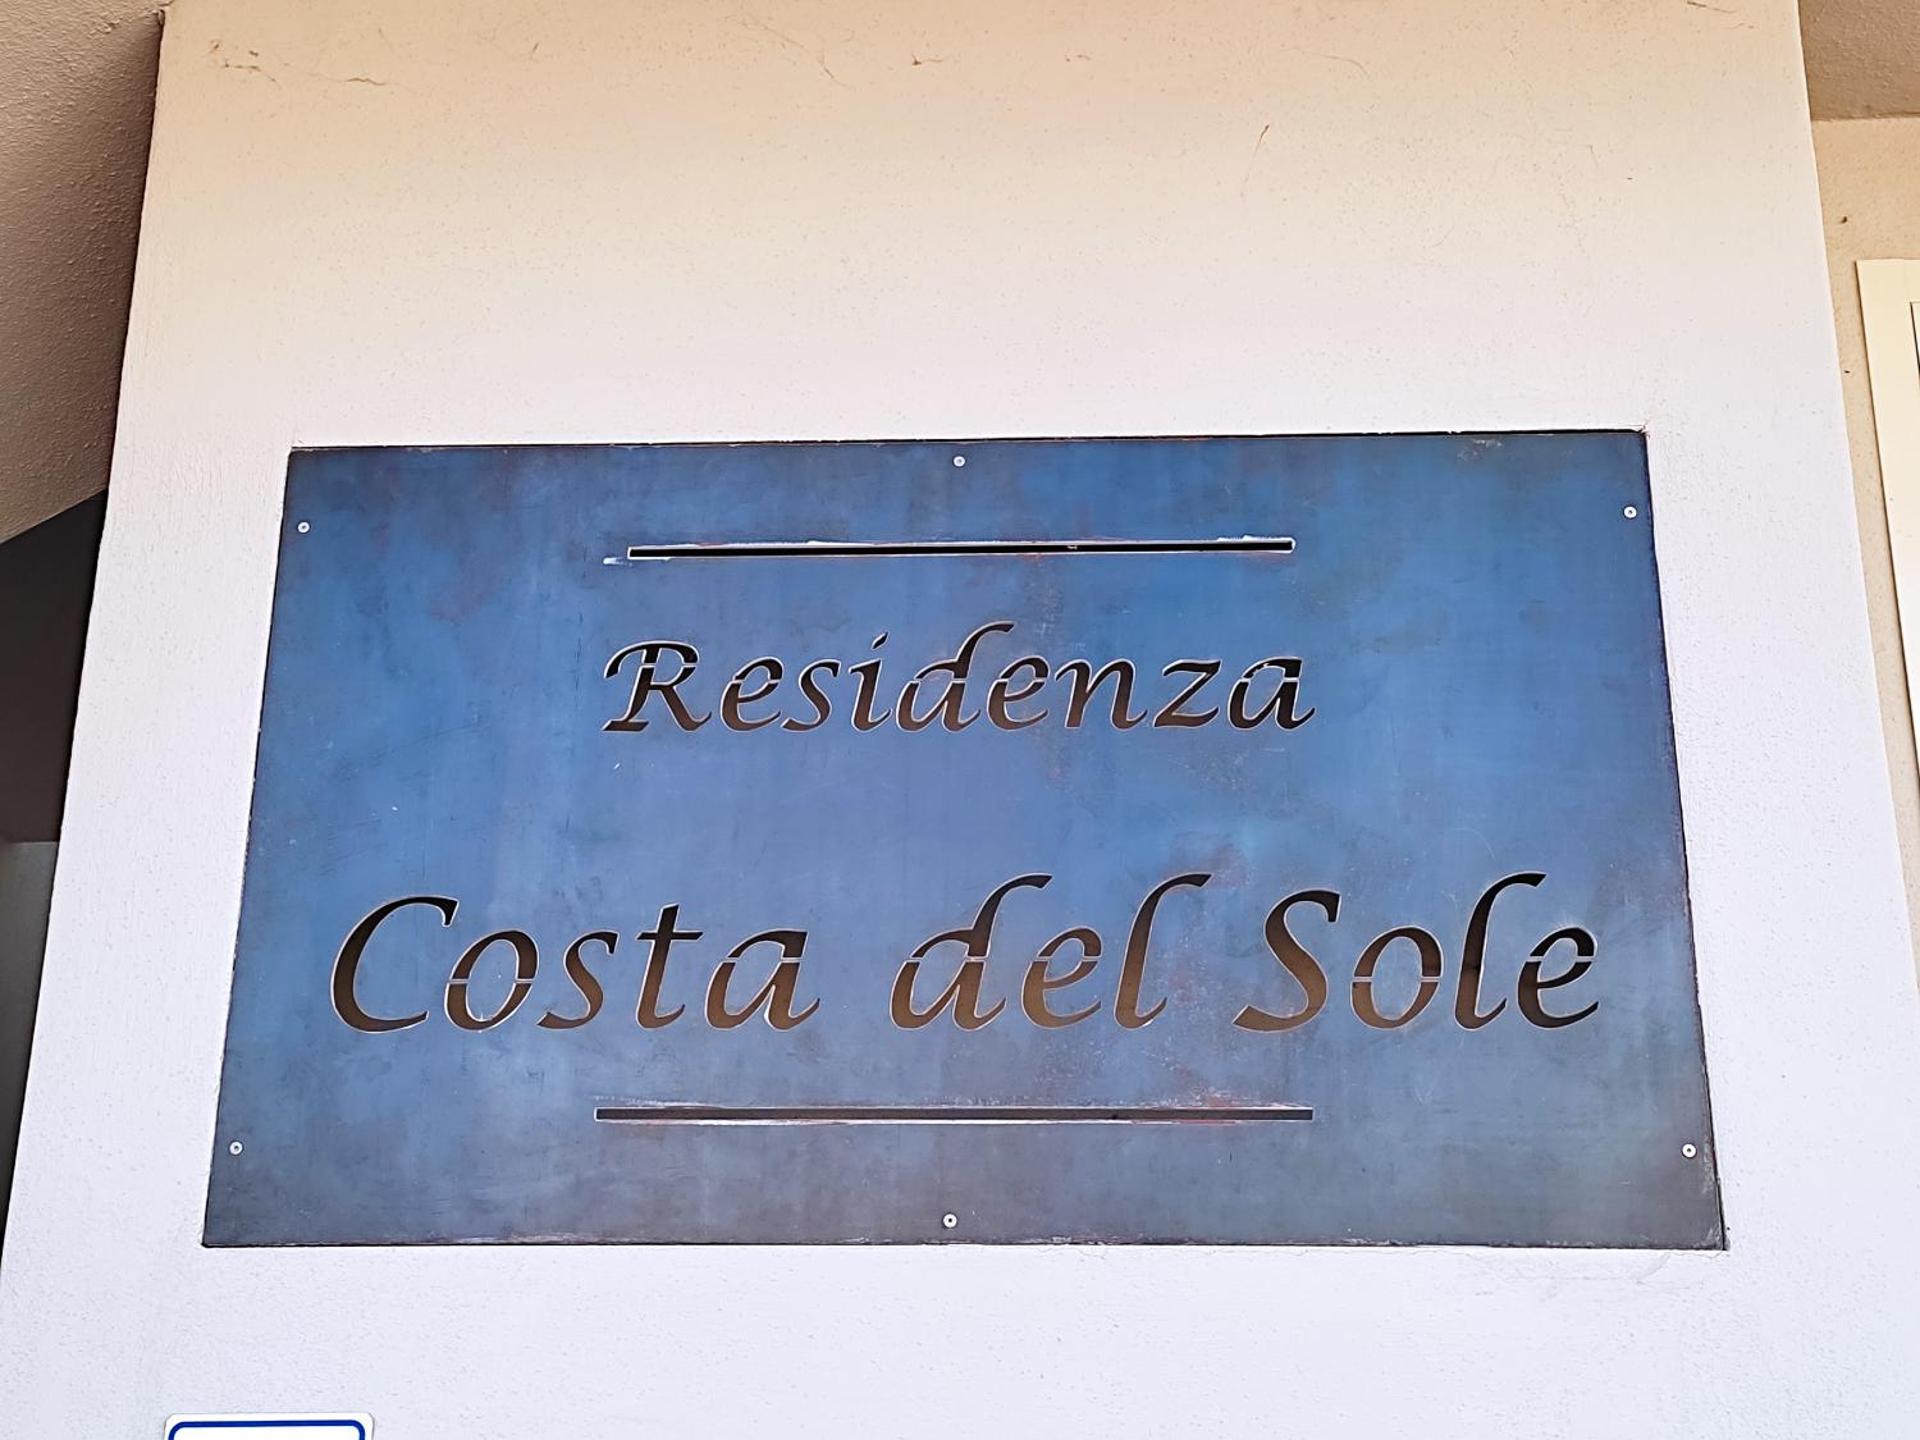 Residenza
Costa del Sole